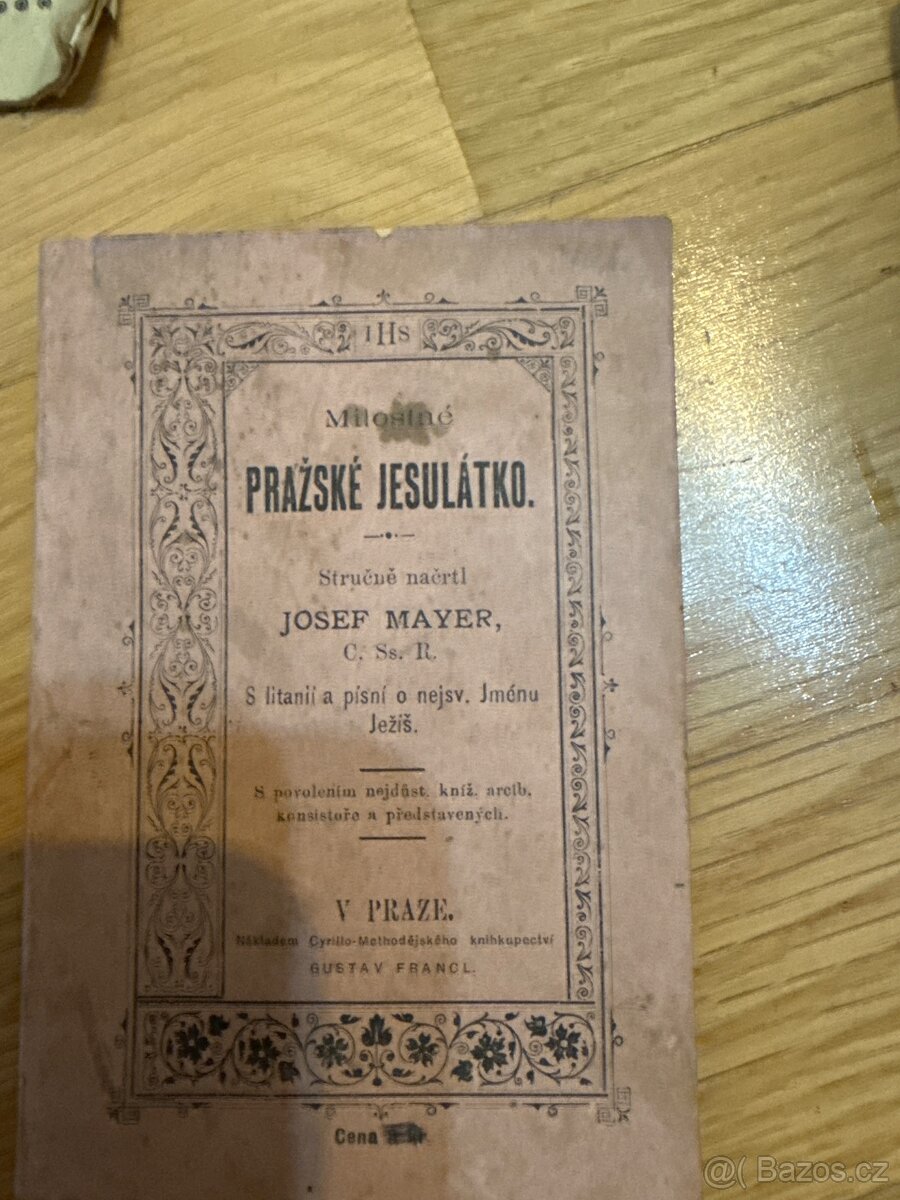 IHS
Milostné
PRAŽSKÉ JESULÁTKO.
Stručně načrtl
JOSEF MAYER,
C. Ss. R.
S litanií a písní o nejsv. Jménu
Ježíš.
S povolením nejdůst. kníž. arcib.
konsistoře a představených.
V PRAZE.
Nákladem Cyrillo-Methodějského knihkupectví
GUSTAV FRANCL.
Cena
@( Bazos.cz